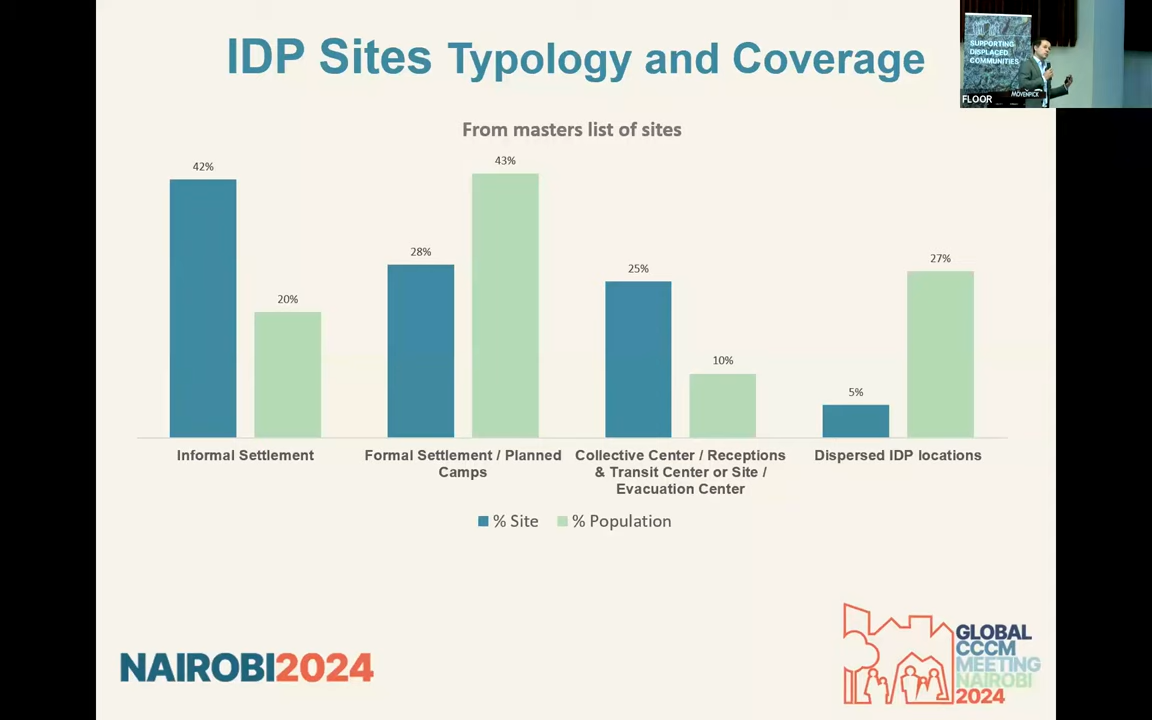 IDP Sites Typology and Coverage
SUPPORTING
DISPLACED
COMMUNITIES
MÖVENPICK
FLOOR
From masters list of sites
42%
20%
28%
43%
25%
10%
5%
27%
Informal Settlement
Formal Settlement / Planned
Camps
Collective Center / Receptions
& Transit Center or Site /
Evacuation Center
Dispersed IDP locations
% Site
% Population
NAIROBI2024
GLOBAL
CCCM
MEETING
NAIROBI
2024